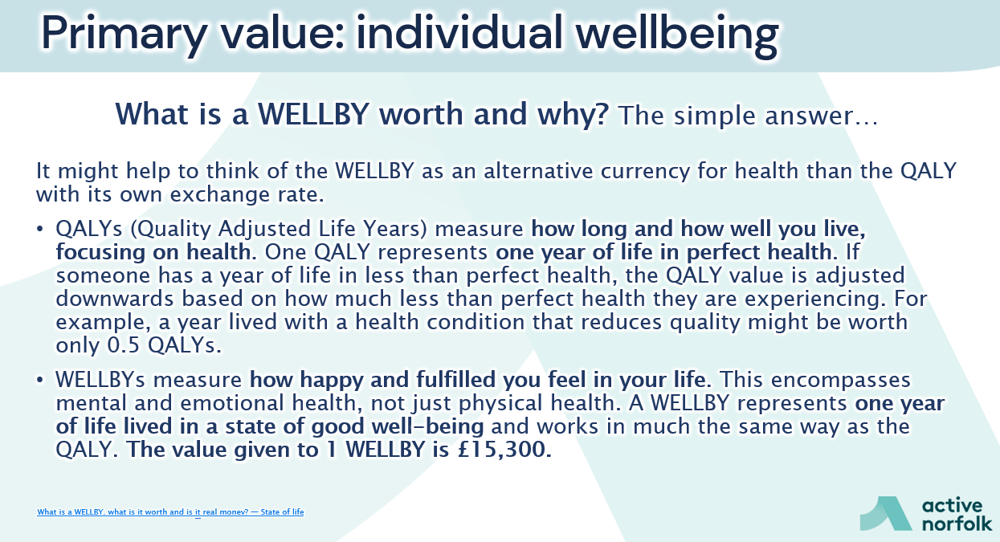 Primary value: individual wellbeing
What is a WELLBY worth and why? The simple answer…
It might help to think of the WELLBY as an alternative currency for health than the QALY
with its own exchange rate.
• QALYs (Quality Adjusted Life Years) measure how long and how well you live,
focusing on health. One QALY represents one year of life in perfect health. If
someone has a year of life in less than perfect health, the QALY value is adjusted
downwards based on how much less than perfect health they are experiencing. For
example, a year lived with a health condition that reduces quality might be worth
only 0.5 QALYs.
• WELLBYs measure how happy and fulfilled you feel in your life. This encompasses
mental and emotional health, not just physical health. A WELLBY represents one year
of life lived in a state of good well-being and works in much the same way as the
QALY. The value given to 1 WELLBY is £15,300.
What is a WELLBY, what is it worth and is it real money? — State of life
active
norfolk